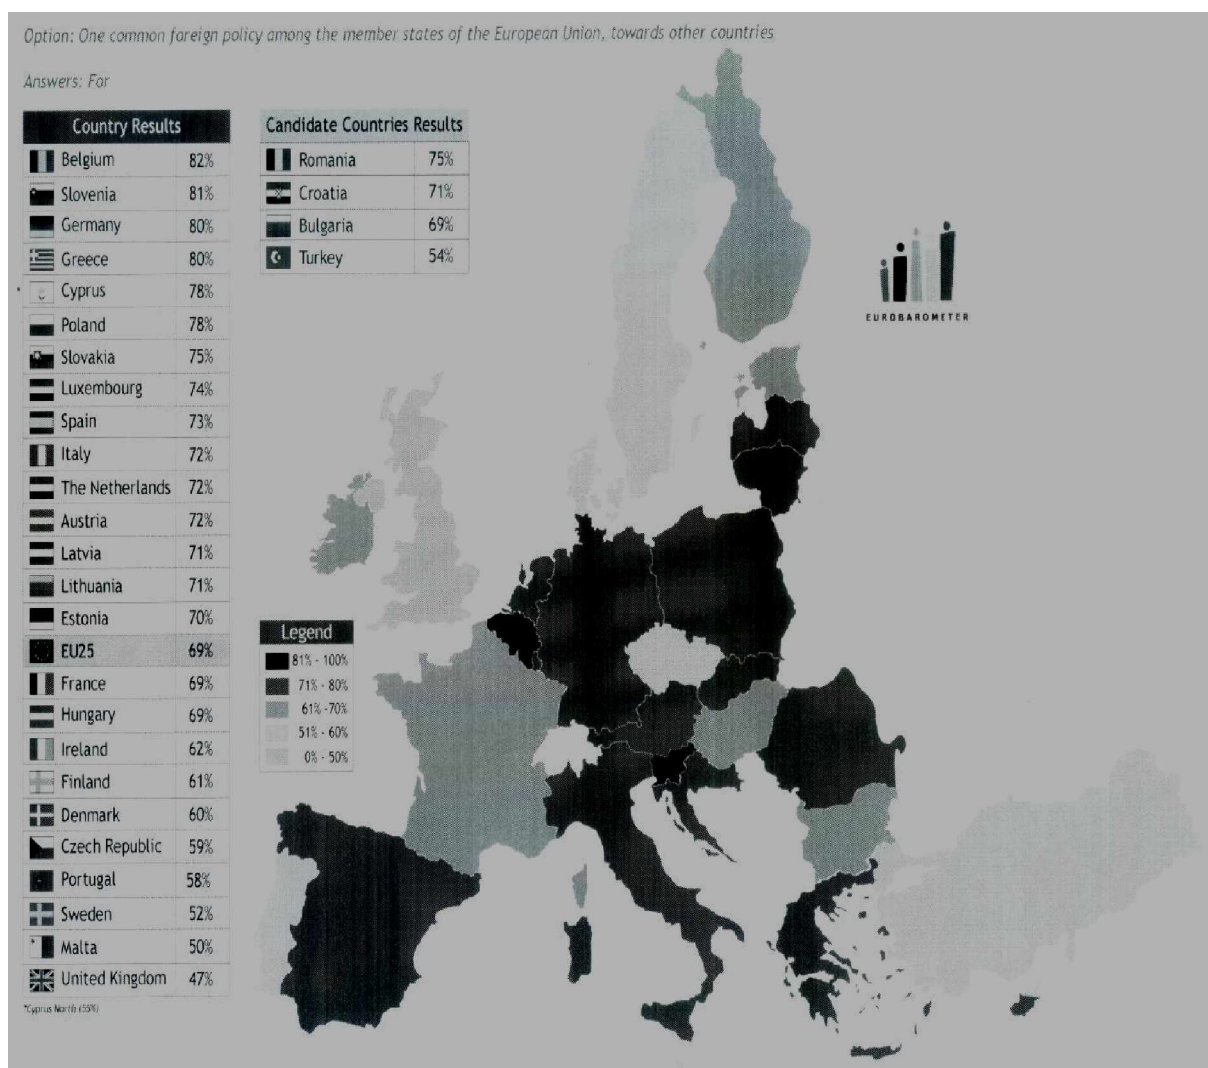 Option: One common foreign policy among the member states of the European Union, towards other countries
Answers: For
Country Results
Belgium 82%
Slovenia 81%
Germany 80%
Greece 80%
* Cyprus 78%
Poland 78%
Slovakia 75%
Luxembourg 74%
Spain 73%
Italy 72%
The Netherlands 72%
Austria 72%
Latvia 71%
Lithuania 71%
Estonia 70%
EU25 69%
France 69%
Hungary 69%
Ireland 62%
Finland 61%
Denmark 60%
Czech Republic 59%
Portugal 58%
Sweden 52%
Malta 50%
United Kingdom 47%
*Cyprus North (55%)
Candidate Countries Results
Romania 75%
Croatia 71%
Bulgaria 69%
Turkey 54%
EUROBAROMETER
Legend
81% - 100%
71% - 80%
61% -70%
51% - 60%
0% - 50%